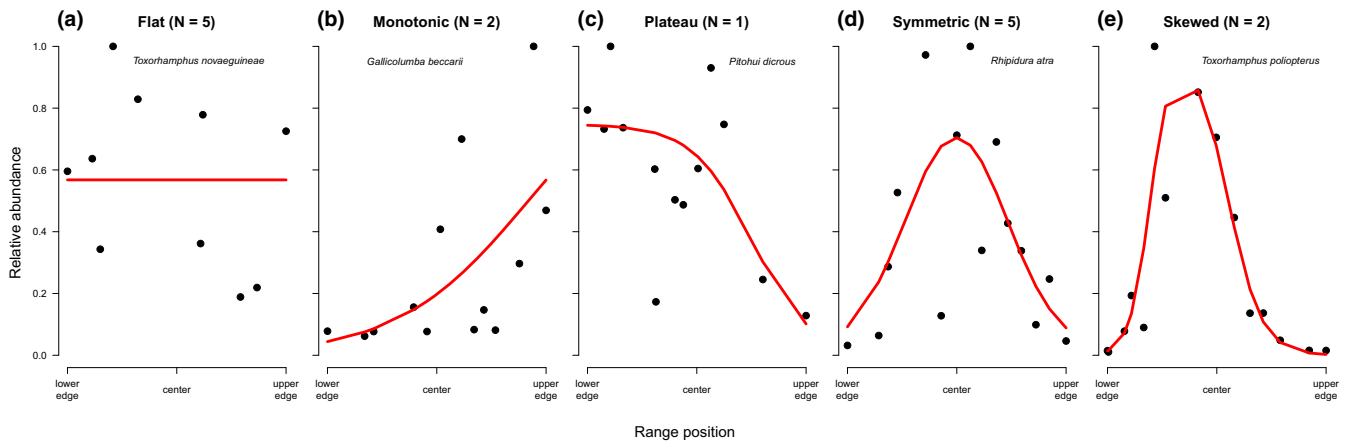 (a) Flat (N = 5)
Toxorhamphus novaeguineae
Relative abundance
1.0
0.8
0.6
0.4
0.2
0.0
lower edge
center
upper edge
(b) Monotonic (N = 2)
Gallicolumba beccarii
lower edge
center
upper edge
(c) Plateau (N = 1)
Pitohui dicrous
lower edge
center
upper edge
(d) Symmetric (N = 5)
Rhipidura atra
lower edge
center
upper edge
(e) Skewed (N = 2)
Toxorhamphus poliopterus
lower edge
center
upper edge
Range position